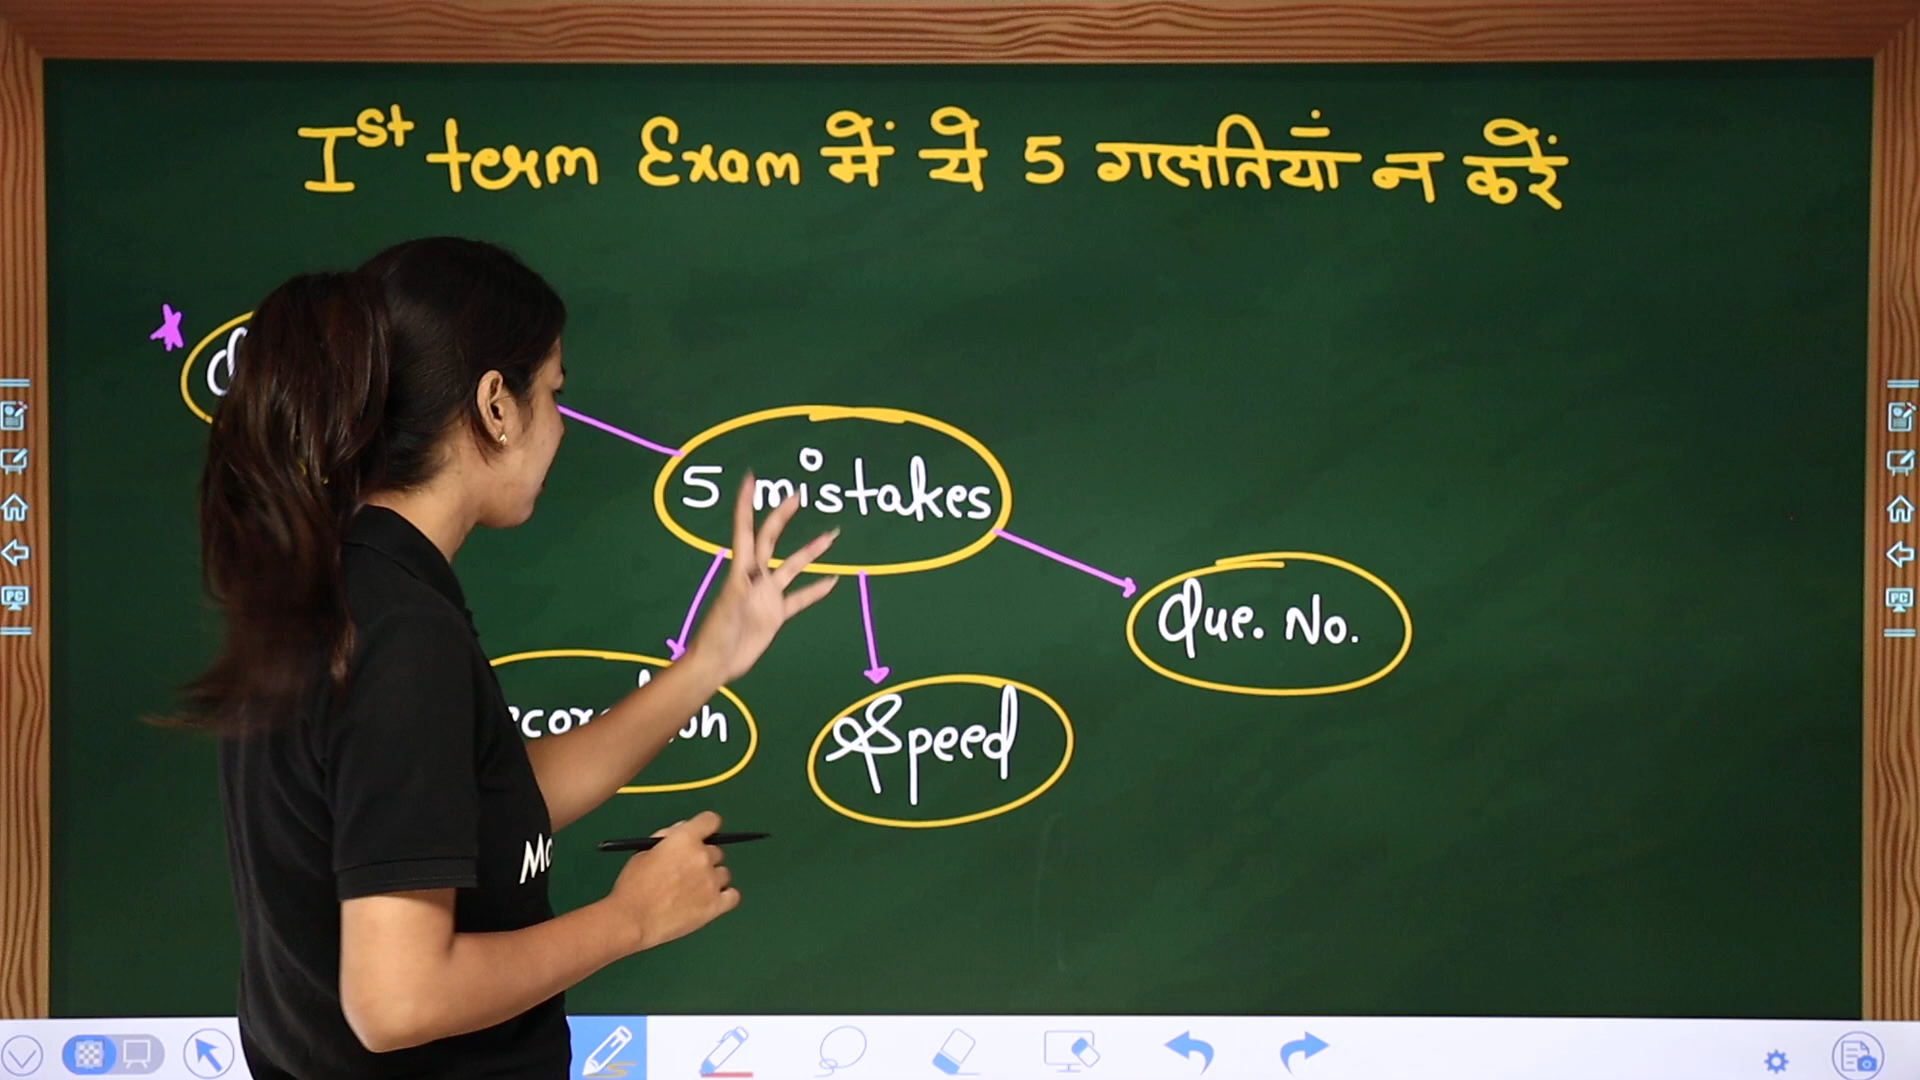 Ist term Exam में ये 5 गलतियाँ न करें
5 mistakes
Que. No.
Speed